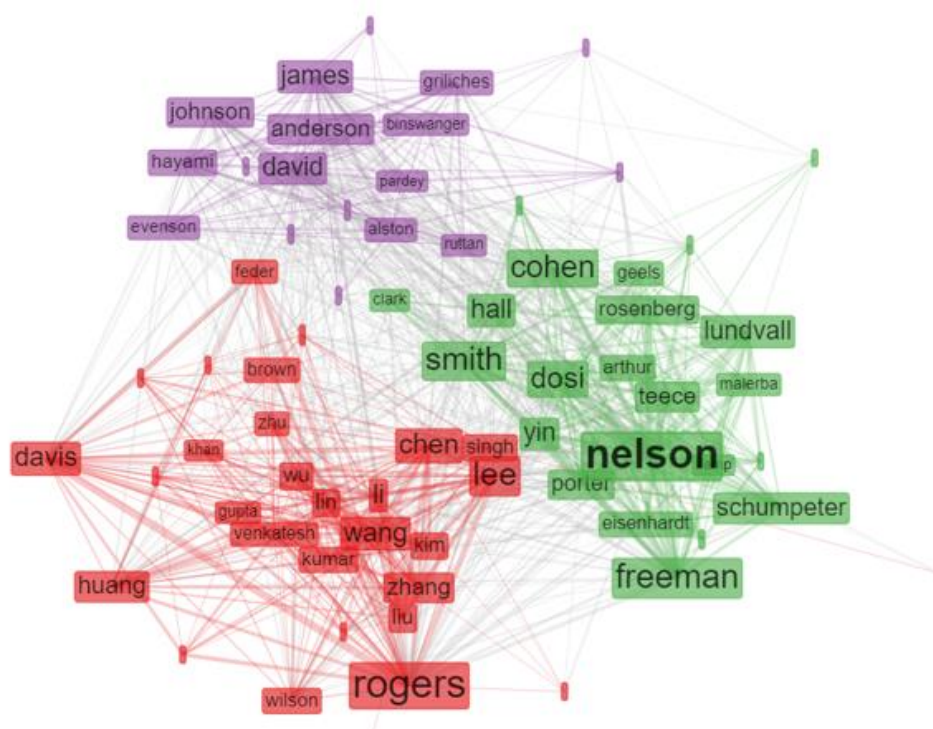 james
griliches
johnson
anderson
binswanger
hayami
david
pardey
evenson
alston
ruttan
feder
cohen
geels
clark
hall
rosenberg
lundvall
smith
brown
dosi
arthur
teece
malerba
zhu
yin
khan
chen
singh
nelson
p
davis
wu
lee
porter
lin
li
gupta
schumpeter
venkatesh
wang
kim
eisenhardt
kumar
huang
zhang
freeman
liu
rogers
wilson